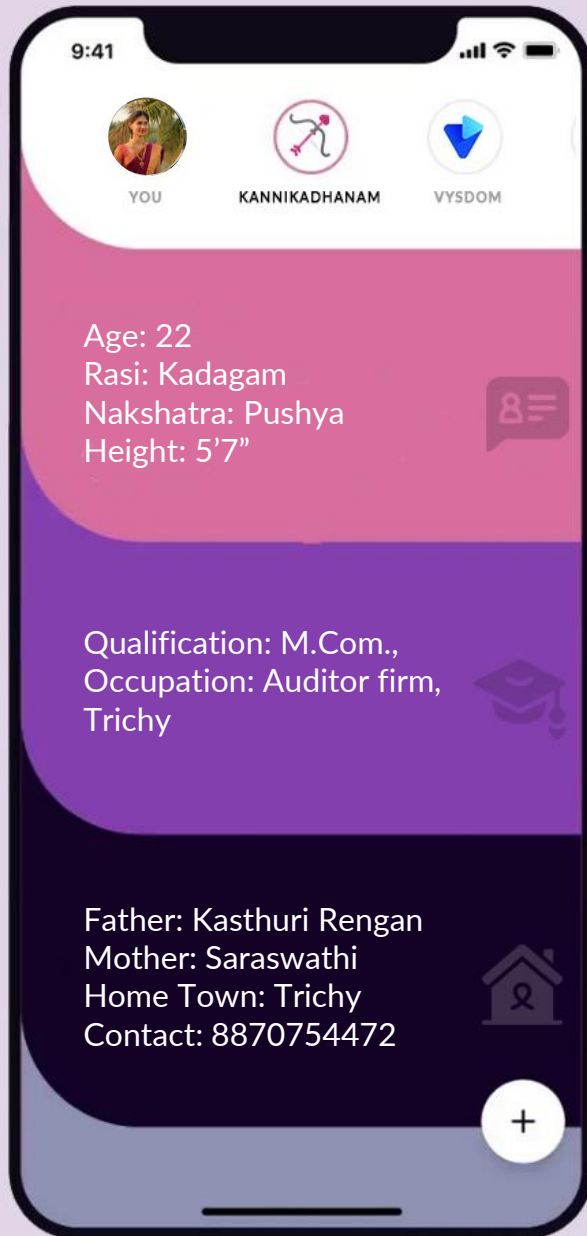 9:41
YOU
KANNIKADHANAM
VYSDOM
Age: 22
Rasi: Kadagam
Nakshatra: Pushya
Height: 5’7”
Qualification: M.Com.,
Occupation: Auditor firm,
Trichy
Father: Kasthuri Rengan
Mother: Saraswathi
Home Town: Trichy
Contact: 8870754472
+